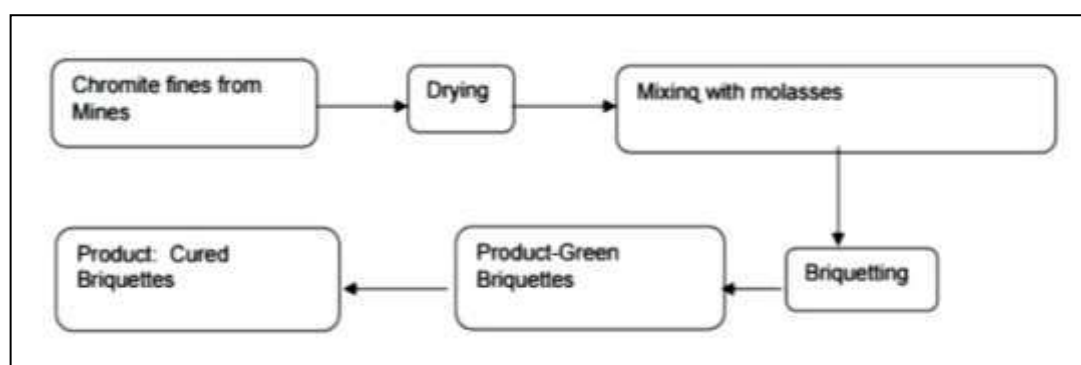 Chromite fines from
Mines
Drying
Mixing with molasses
Briquetting
Product-Green
Briquettes
Product: Cured
Briquettes